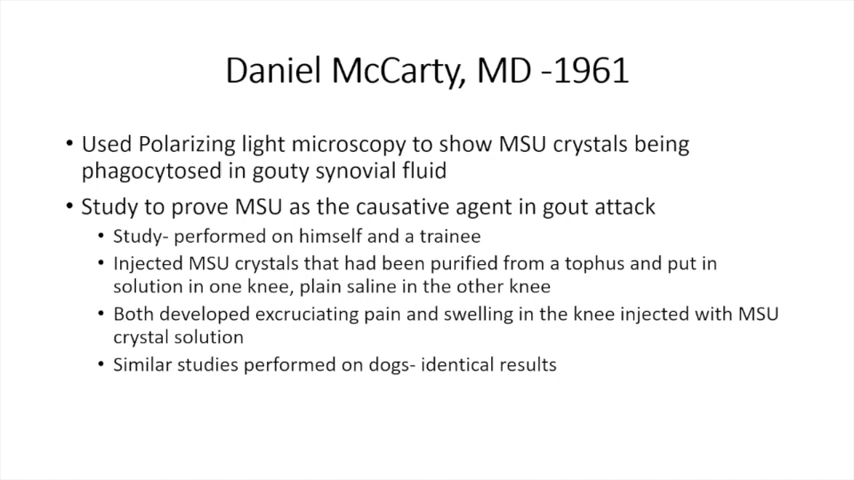 Daniel McCarty, MD -1961
• Used Polarizing light microscopy to show MSU crystals being
phagocytosed in gouty synovial fluid
• Study to prove MSU as the causative agent in gout attack
• Study- performed on himself and a trainee
• Injected MSU crystals that had been purified from a tophus and put in
solution in one knee, plain saline in the other knee
• Both developed excruciating pain and swelling in the knee injected with MSU
crystal solution
• Similar studies performed on dogs- identical results